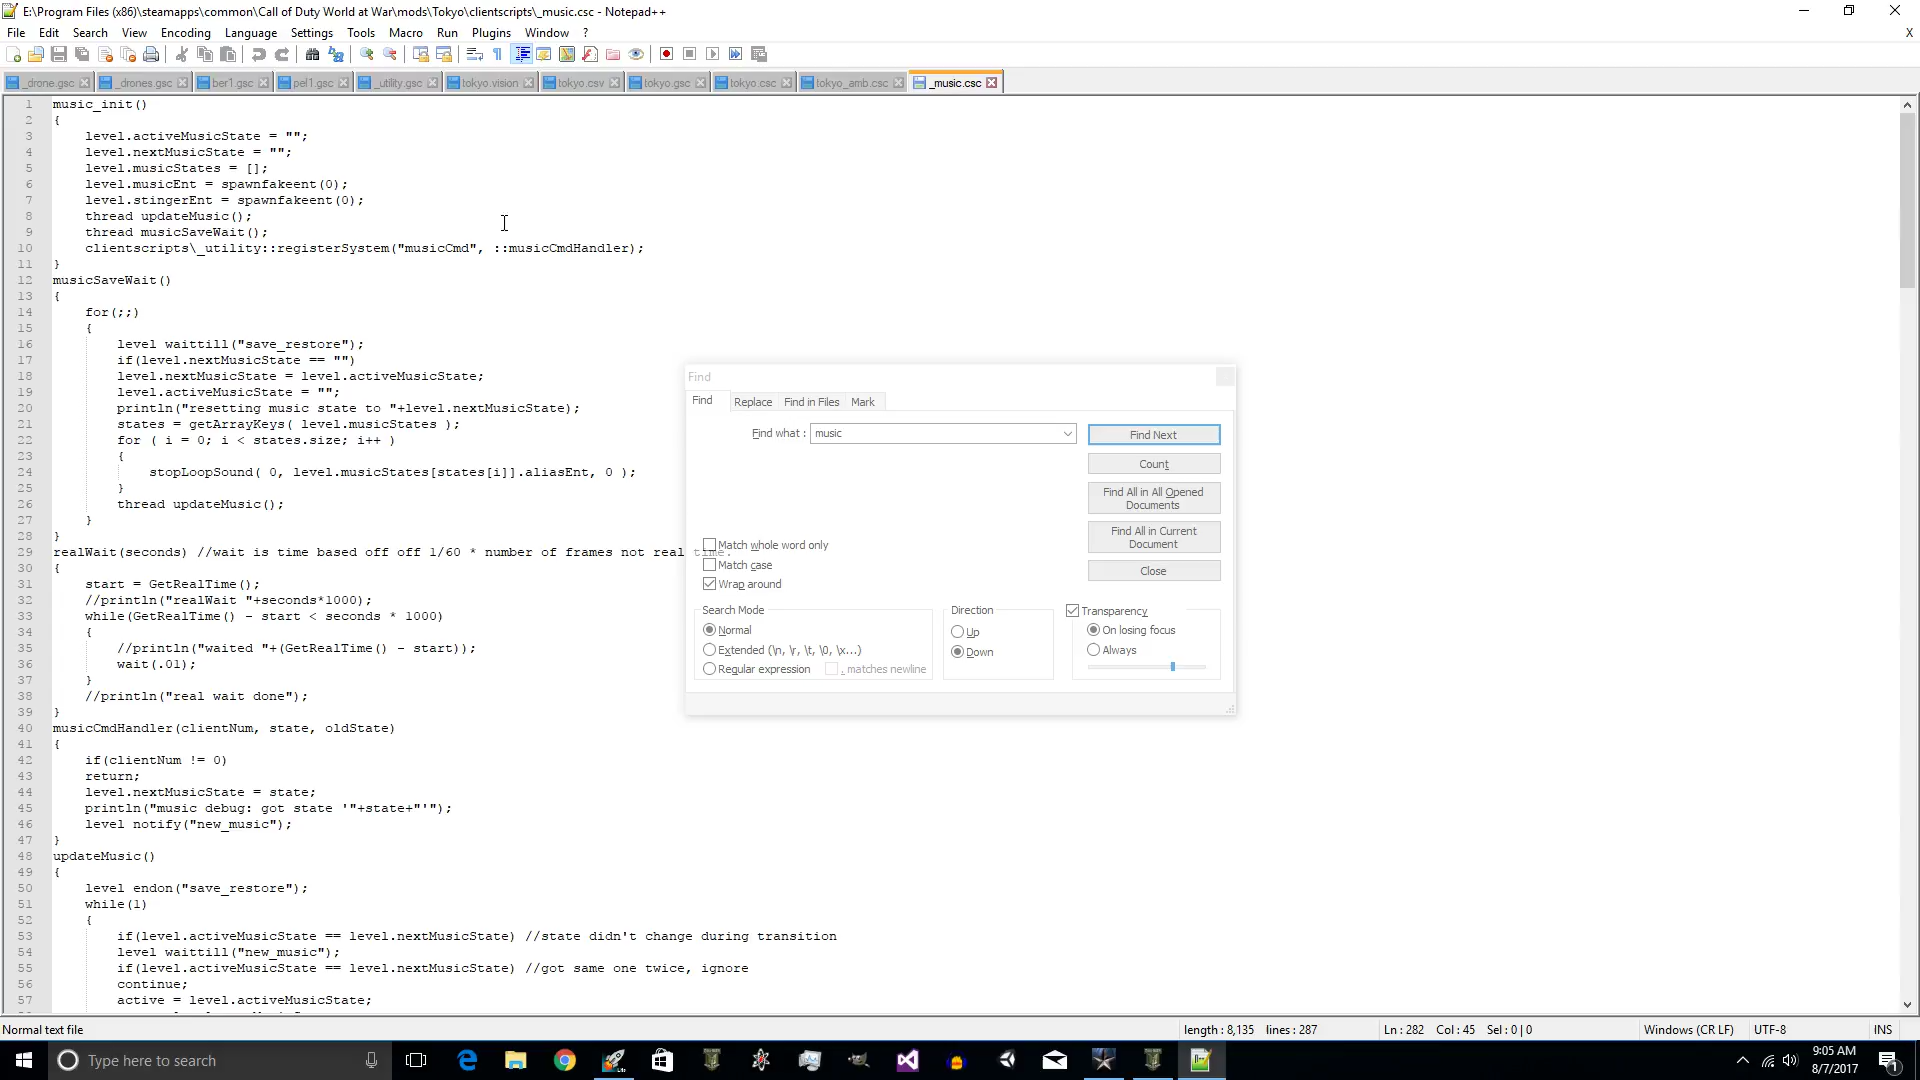 E:\Program Files (x86)\steamapps\common\Call of Duty World at War\mods\Tokyo\clientscripts\_music.csc - Notepad++
File Edit Search View Encoding Language Settings Tools Macro Run Plugins Window ? X
_drone.gsc _drones.gsc ber1.gsc pel1.gsc _utility.gsc tokyo.vision tokyo.csv tokyo.gsc tokyo.csc tokyo_amb.csc _music.csc
1 music_init()
2 {
3 level.activeMusicState = "";
4 level.nextMusicState = "";
5 level.musicStates = [];
6 level.musicEnt = spawnfakeent(0);
7 level.stingerEnt = spawnfakeent(0);
8 thread updateMusic();
9 thread musicSaveWait();
10 clientscripts\_utility::registerSystem("musicCmd", ::musicCmdHandler);
11 }
12 musicSaveWait()
13 {
14 for(;;)
15 {
16 level waittill("save_restore");
17 if(level.nextMusicState == "")
18 level.nextMusicState = level.activeMusicState;
19 level.activeMusicState = "";
20 println("resetting music state to "+level.nextMusicState);
21 states = getArrayKeys( level.musicStates );
22 for ( i = 0; i < states.size; i++ )
23 {
24 stopLoopSound( 0, level.musicStates[states[i]].aliasEnt, 0 );
25 }
26 thread updateMusic();
27 }
28 }
29 realWait(seconds) //wait is time based off off 1/60 * number of frames not real time.
30 {
31 start = GetRealTime();
32 //println("realWait "+seconds*1000);
33 while(GetRealTime() - start < seconds * 1000)
34 {
35 //println("waited "+(GetRealTime() - start));
36 wait(.01);
37 }
38 //println("real wait done");
39 }
40 musicCmdHandler(clientNum, state, oldState)
41 {
42 if(clientNum != 0)
43 return;
44 level.nextMusicState = state;
45 println("music debug: got state '"+state+"'");
46 level notify("new_music");
47 }
48 updateMusic()
49 {
50 level endon("save_restore");
51 while(1)
52 {
53 if(level.activeMusicState == level.nextMusicState) //state didn't change during transition
54 level waittill("new_music");
55 if(level.activeMusicState == level.nextMusicState) //got same one twice, ignore
56 continue;
57 active = level.activeMusicState;
Find
Find Replace Find in Files Mark
Find what : music
Find Next
Count
Find All in All Opened
Documents
Find All in Current
Document
Close
Match whole word only
Match case
Wrap around
Search Mode
Normal
Extended (\n, \r, \t, \0, \x...)
Regular expression . matches newline
Direction
Up
Down
Transparency
On losing focus
Always
Normal text file length : 8,135 lines : 287 Ln : 282 Col : 45 Sel : 0 | 0 Windows (CR LF) UTF-8 INS
Type here to search
9:05 AM
8/7/2017
1